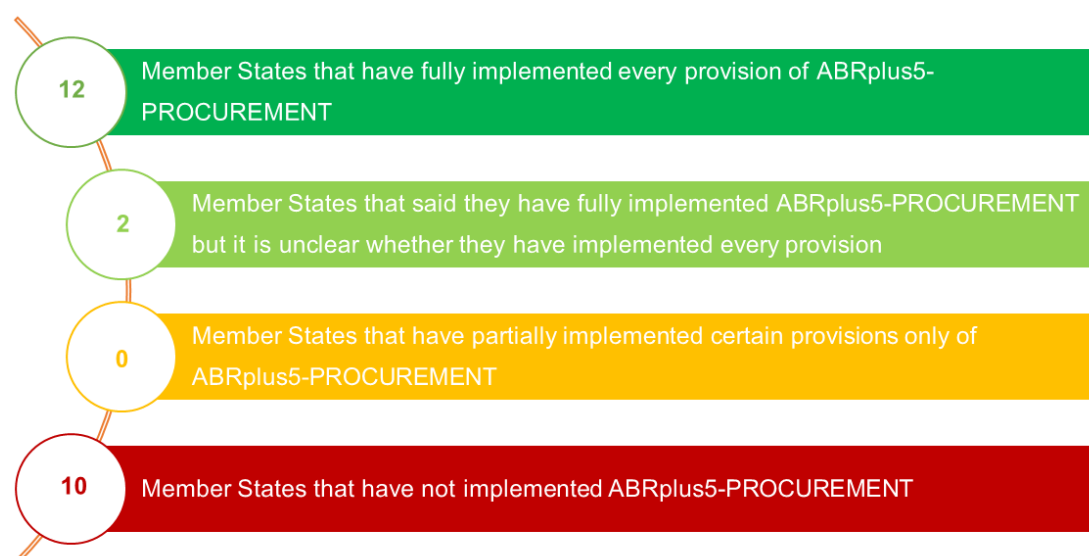 12
Member States that have fully implemented every provision of ABRplus5-
PROCUREMENT
2
Member States that said they have fully implemented ABRplus5-PROCUREMENT
but it is unclear whether they have implemented every provision
0
Member States that have partially implemented certain provisions only of
ABRplus5-PROCUREMENT
10
Member States that have not implemented ABRplus5-PROCUREMENT